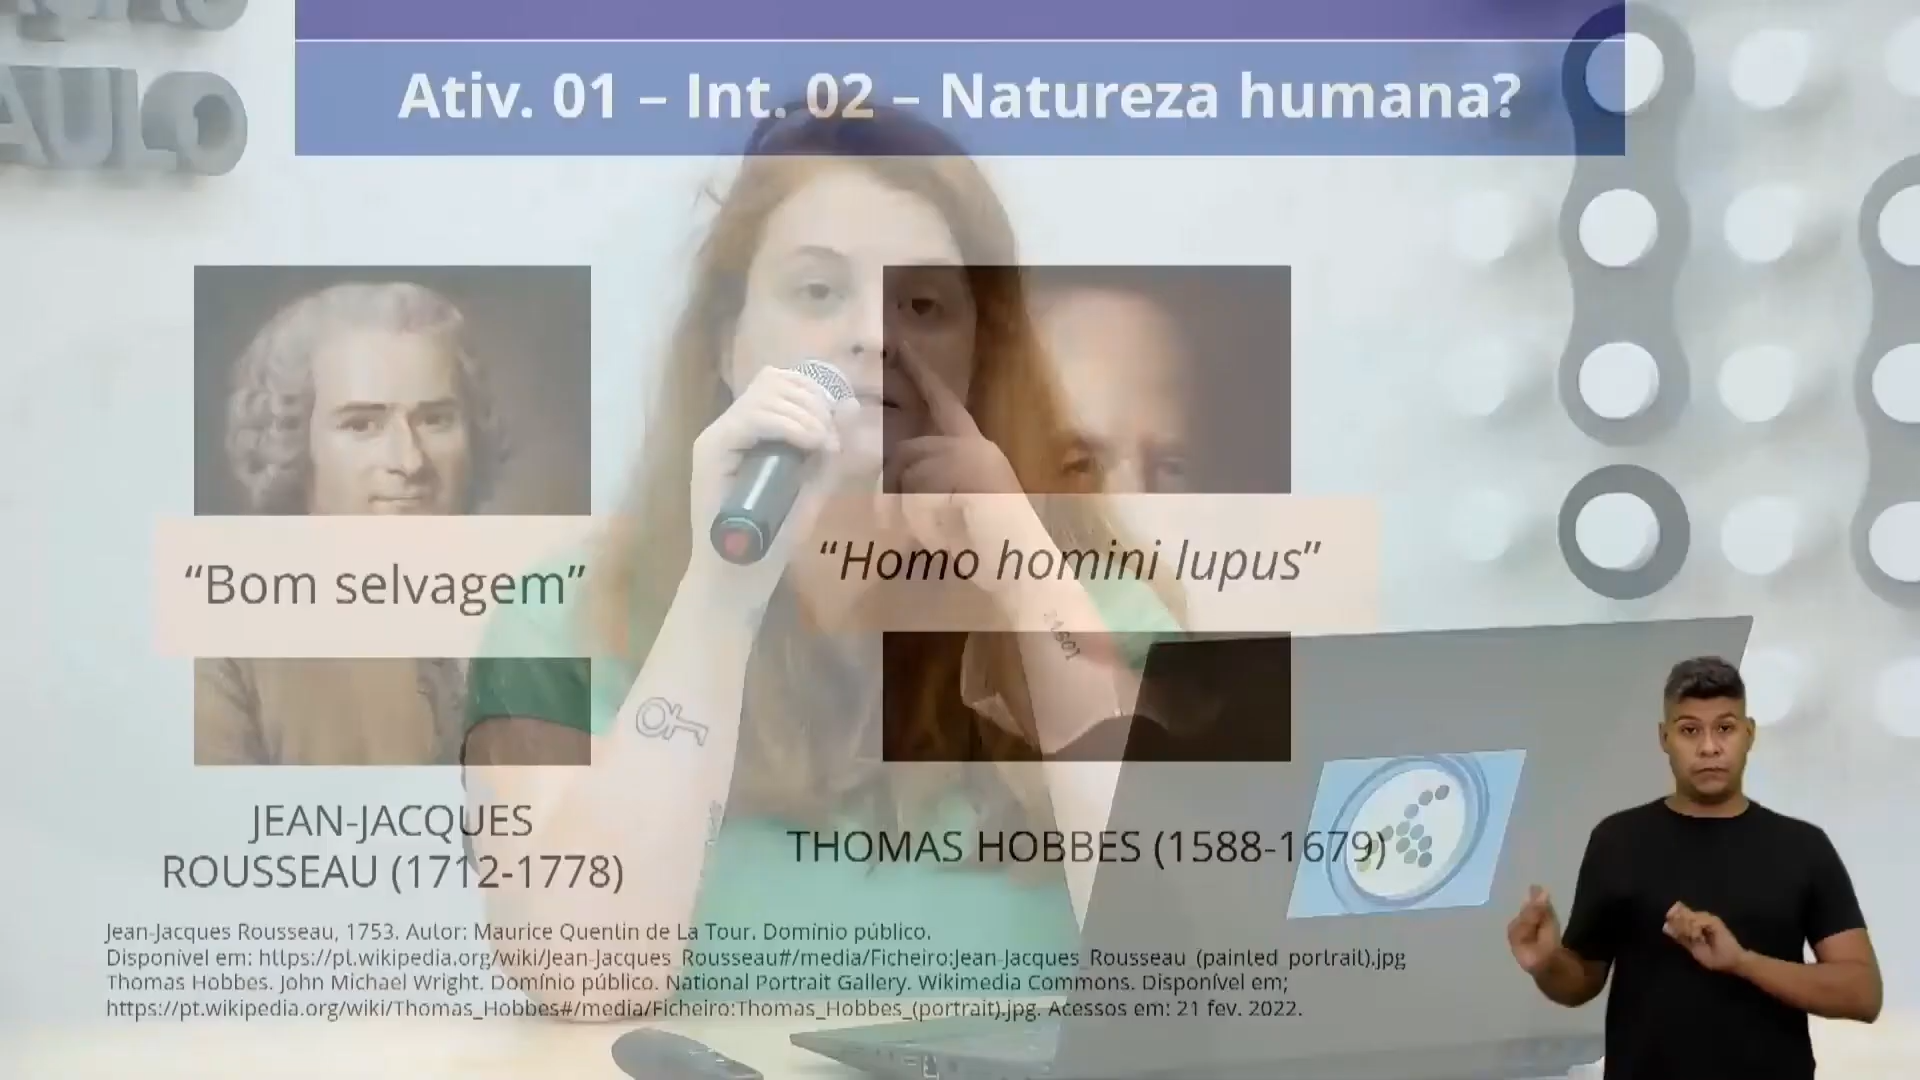 AULO
Ativ. 01 – Int. 02 – Natureza humana?
“Bom selvagem”
“Homo homini lupus”
JEAN-JACQUES
ROUSSEAU (1712-1778)
THOMAS HOBBES (1588-1679)
Jean-Jacques Rousseau, 1753. Autor: Maurice Quentin de La Tour. Domínio público.
Disponível em: https://pt.wikipedia.org/wiki/Jean-Jacques_Rousseau#/media/Ficheiro:Jean-Jacques_Rousseau_(painted_portrait).jpg
Thomas Hobbes. John Michael Wright. Domínio público. National Portrait Gallery. Wikimedia Commons. Disponível em;
https://pt.wikipedia.org/wiki/Thomas_Hobbes#/media/Ficheiro:Thomas_Hobbes_(portrait).jpg. Acessos em: 21 fev. 2022.